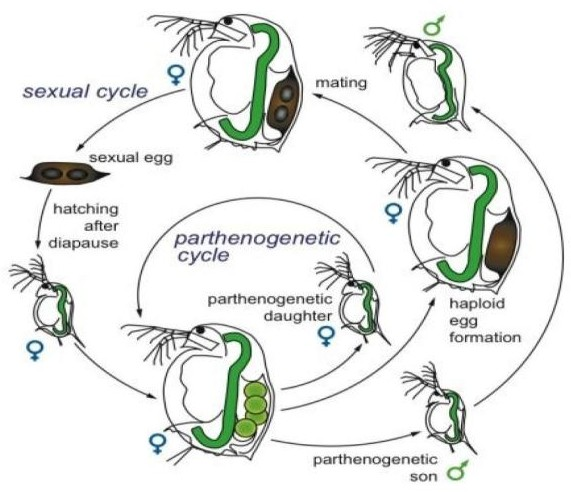 sexual cycle
mating
sexual egg
hatching
after
diapause
parthenogenetic
cycle
parthenogenetic
daughter
haploid
egg
formation
parthenogenetic
son